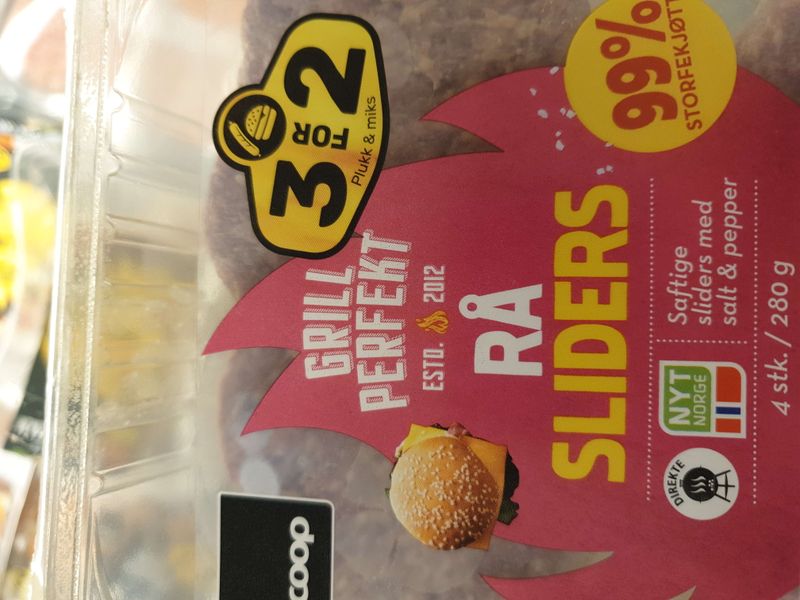 3
FOR
2
Plukk & miks
99%
STORFEKJØTT
GRILL
PERFEKT
ESTD. 2012
RÅ
SLIDERS
Saftige
sliders med
salt & pepper
DIREKTE
NYT
NORGE
4 stk. / 280 g
coop